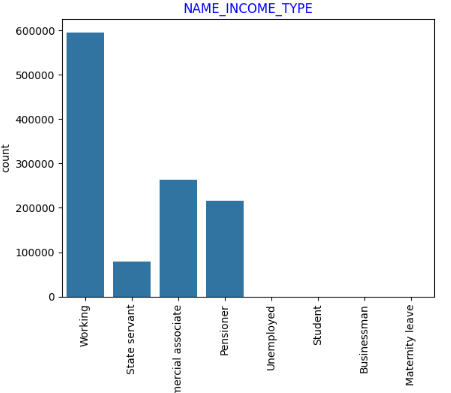 NAME_INCOME_TYPE
600000
500000
400000
300000
200000
100000
0
count
Working
State servant
mercial associate
Pensioner
Unemployed
Student
Businessman
Maternity leave